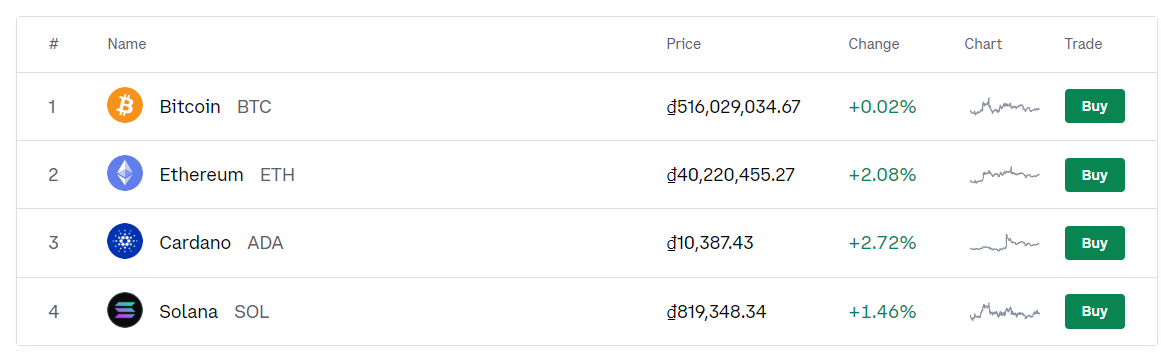 # Name Price Change Chart Trade
1 Bitcoin BTC ₫516,029,034.67 +0.02% Buy
2 Ethereum ETH ₫40,220,455.27 +2.08% Buy
3 Cardano ADA ₫10,387.43 +2.72% Buy
4 Solana SOL ₫819,348.34 +1.46% Buy